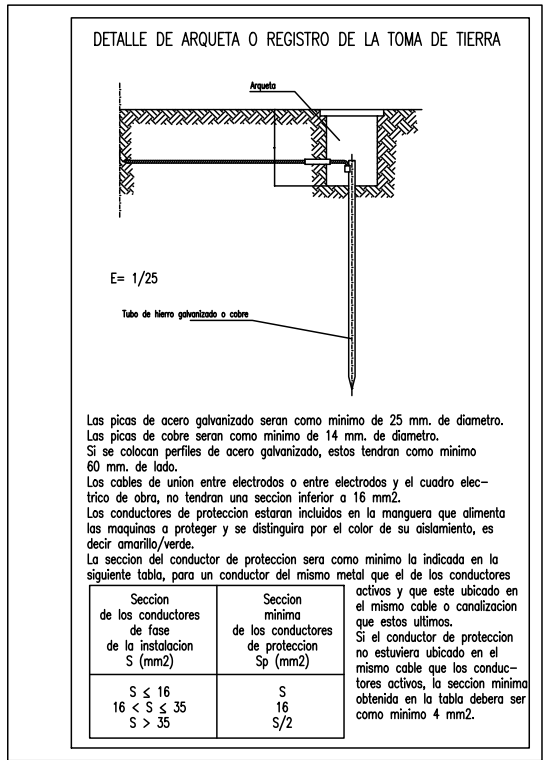 DETALLE DE ARQUETA O REGISTRO DE LA TOMA DE TIERRA
Arqueta
E= 1/25
Tubo de hierro galvanizado o cobre
Las picas de acero galvanizado seran como minimo de 25 mm. de diametro.
Las picas de cobre seran como minimo de 14 mm. de diametro.
Si se colocan perfiles de acero galvanizado, estos tendran como minimo
60 mm. de lado.
Los cables de union entre electrodos o entre electrodos y el cuadro elec-
trico de obra, no tendran una seccion inferior a 16 mm2.
Los conductores de proteccion estaran incluidos en la manguera que alimenta
las maquinas a proteger y se distinguira por el color de su aislamiento, es
decir amarillo/verde.
La seccion del conductor de proteccion sera como minimo la indicada en la
siguiente tabla, para un conductor del mismo metal que el de los conductores
activos y que este ubicado en
el mismo cable o canalizacion
que estos ultimos.
Si el conductor de proteccion
no estuviera ubicado en el
mismo cable que los conduc-
tores activos, la seccion minima
obtenida en la tabla debera ser
como minimo 4 mm2.
Seccion
de los conductores
de fase
de la instalacion
S (mm2)
Seccion
minima
de los conductores
de proteccion
Sp (mm2)
S ≤ 16
S
16 < S ≤ 35
16
S > 35
S/2